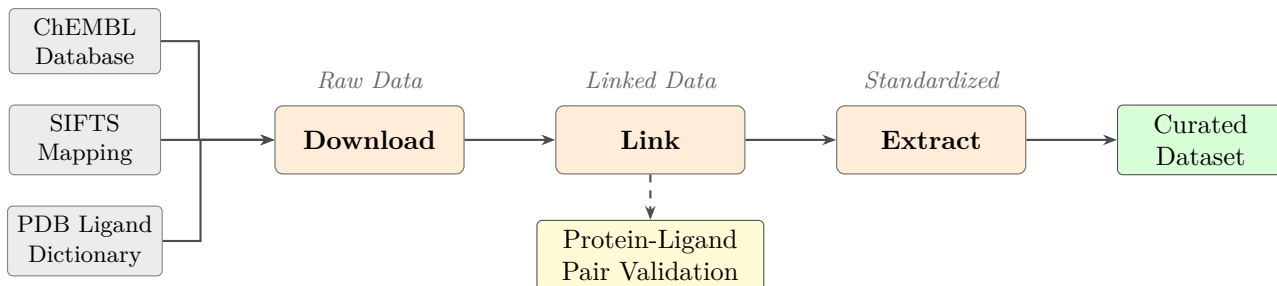 ChEMBL
Database
SIFTS
Mapping
PDB Ligand
Dictionary
Raw Data
Download
Linked Data
Link
Protein-Ligand
Pair Validation
Standardized
Extract
Curated
Dataset